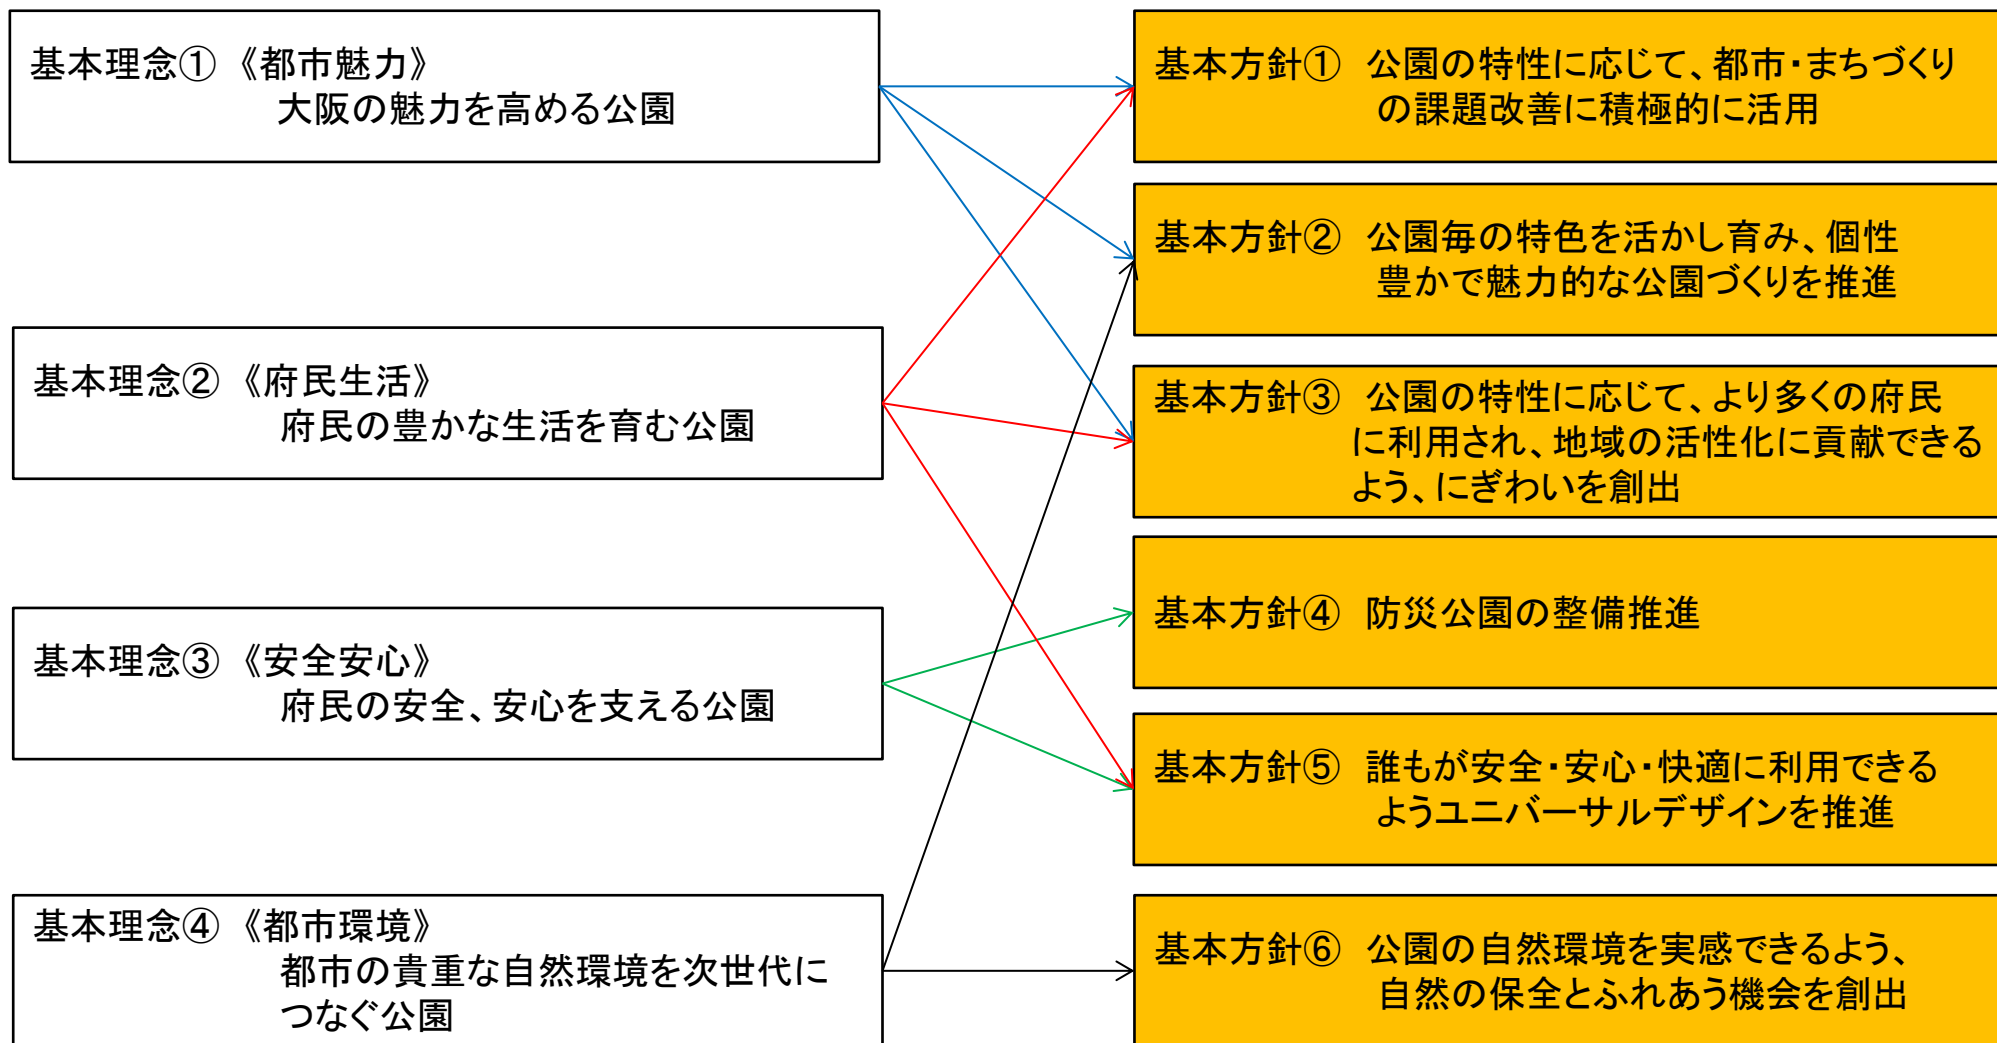 基本理念① 《都市魅力》
大阪の魅力を高める公園
基本理念② 《府民生活》
府民の豊かな生活を育む公園
基本理念③ 《安全安心》
府民の安全、安心を支える公園
基本理念④ 《都市環境》
都市の貴重な自然環境を次世代に
つなぐ公園
基本方針① 公園の特性に応じて、都市・まちづくり
の課題改善に積極的に活用
基本方針② 公園毎の特色を活かし育み、個性
豊かで魅力的な公園づくりを推進
基本方針③ 公園の特性に応じて、より多くの府民
に利用され、地域の活性化に貢献できる
よう、にぎわいを創出
基本方針④ 防災公園の整備推進
基本方針⑤ 誰もが安全・安心・快適に利用できる
ようユニバーサルデザインを推進
基本方針⑥ 公園の自然環境を実感できるよう、
自然の保全とふれあう機会を創出